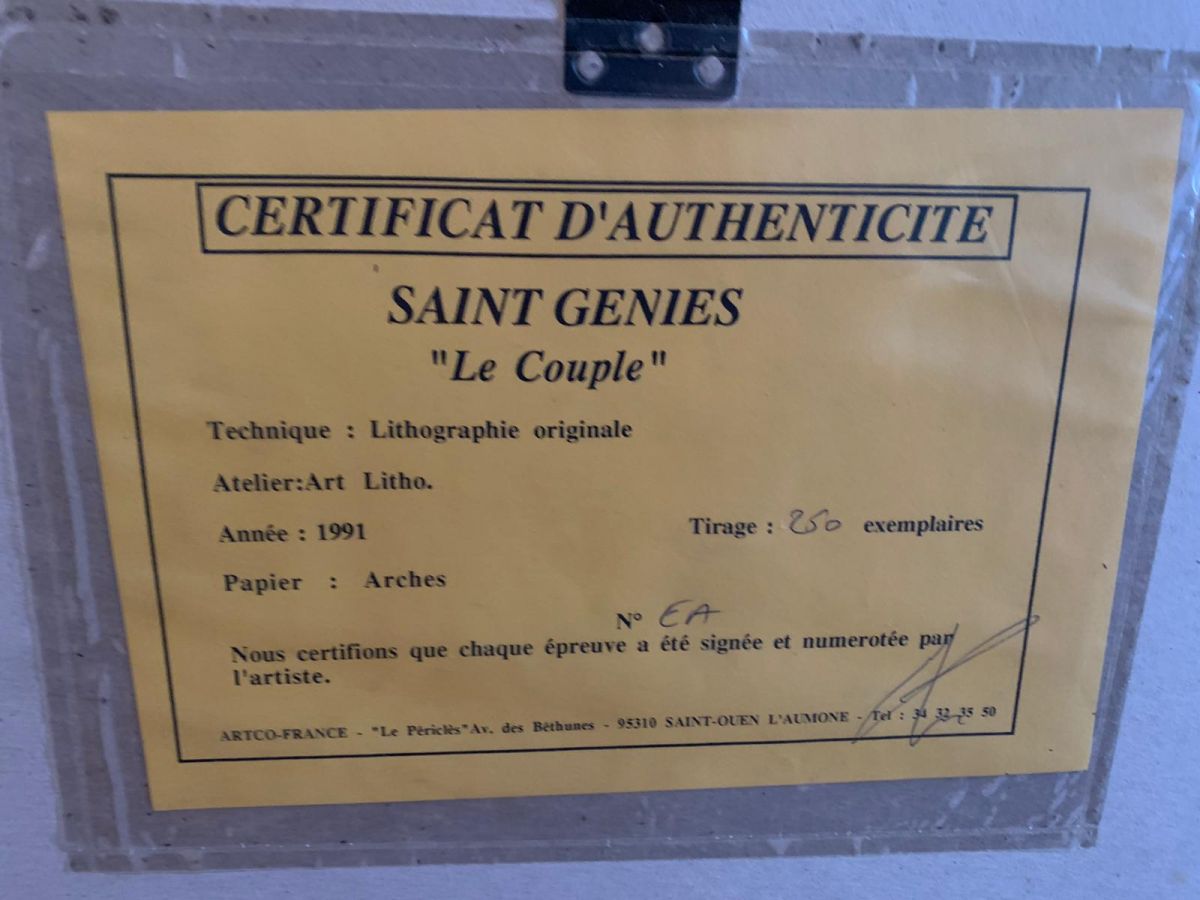 CERTIFICAT D'AUTHENTICITE
SAINT GENIES
"Le Couple"
Technique : Lithographie originale
Atelier:Art Litho.
Année : 1991
Tirage : 250 exemplaires
Papier : Arches
N° EA
Nous certifions que chaque épreuve a été signée et numerotée par
l'artiste.
ARTCO-FRANCE - "Le Périclès"Av. des Béthunes - 95310 SAINT-OUEN L'AUMONE - Tel : 34 32 35 50